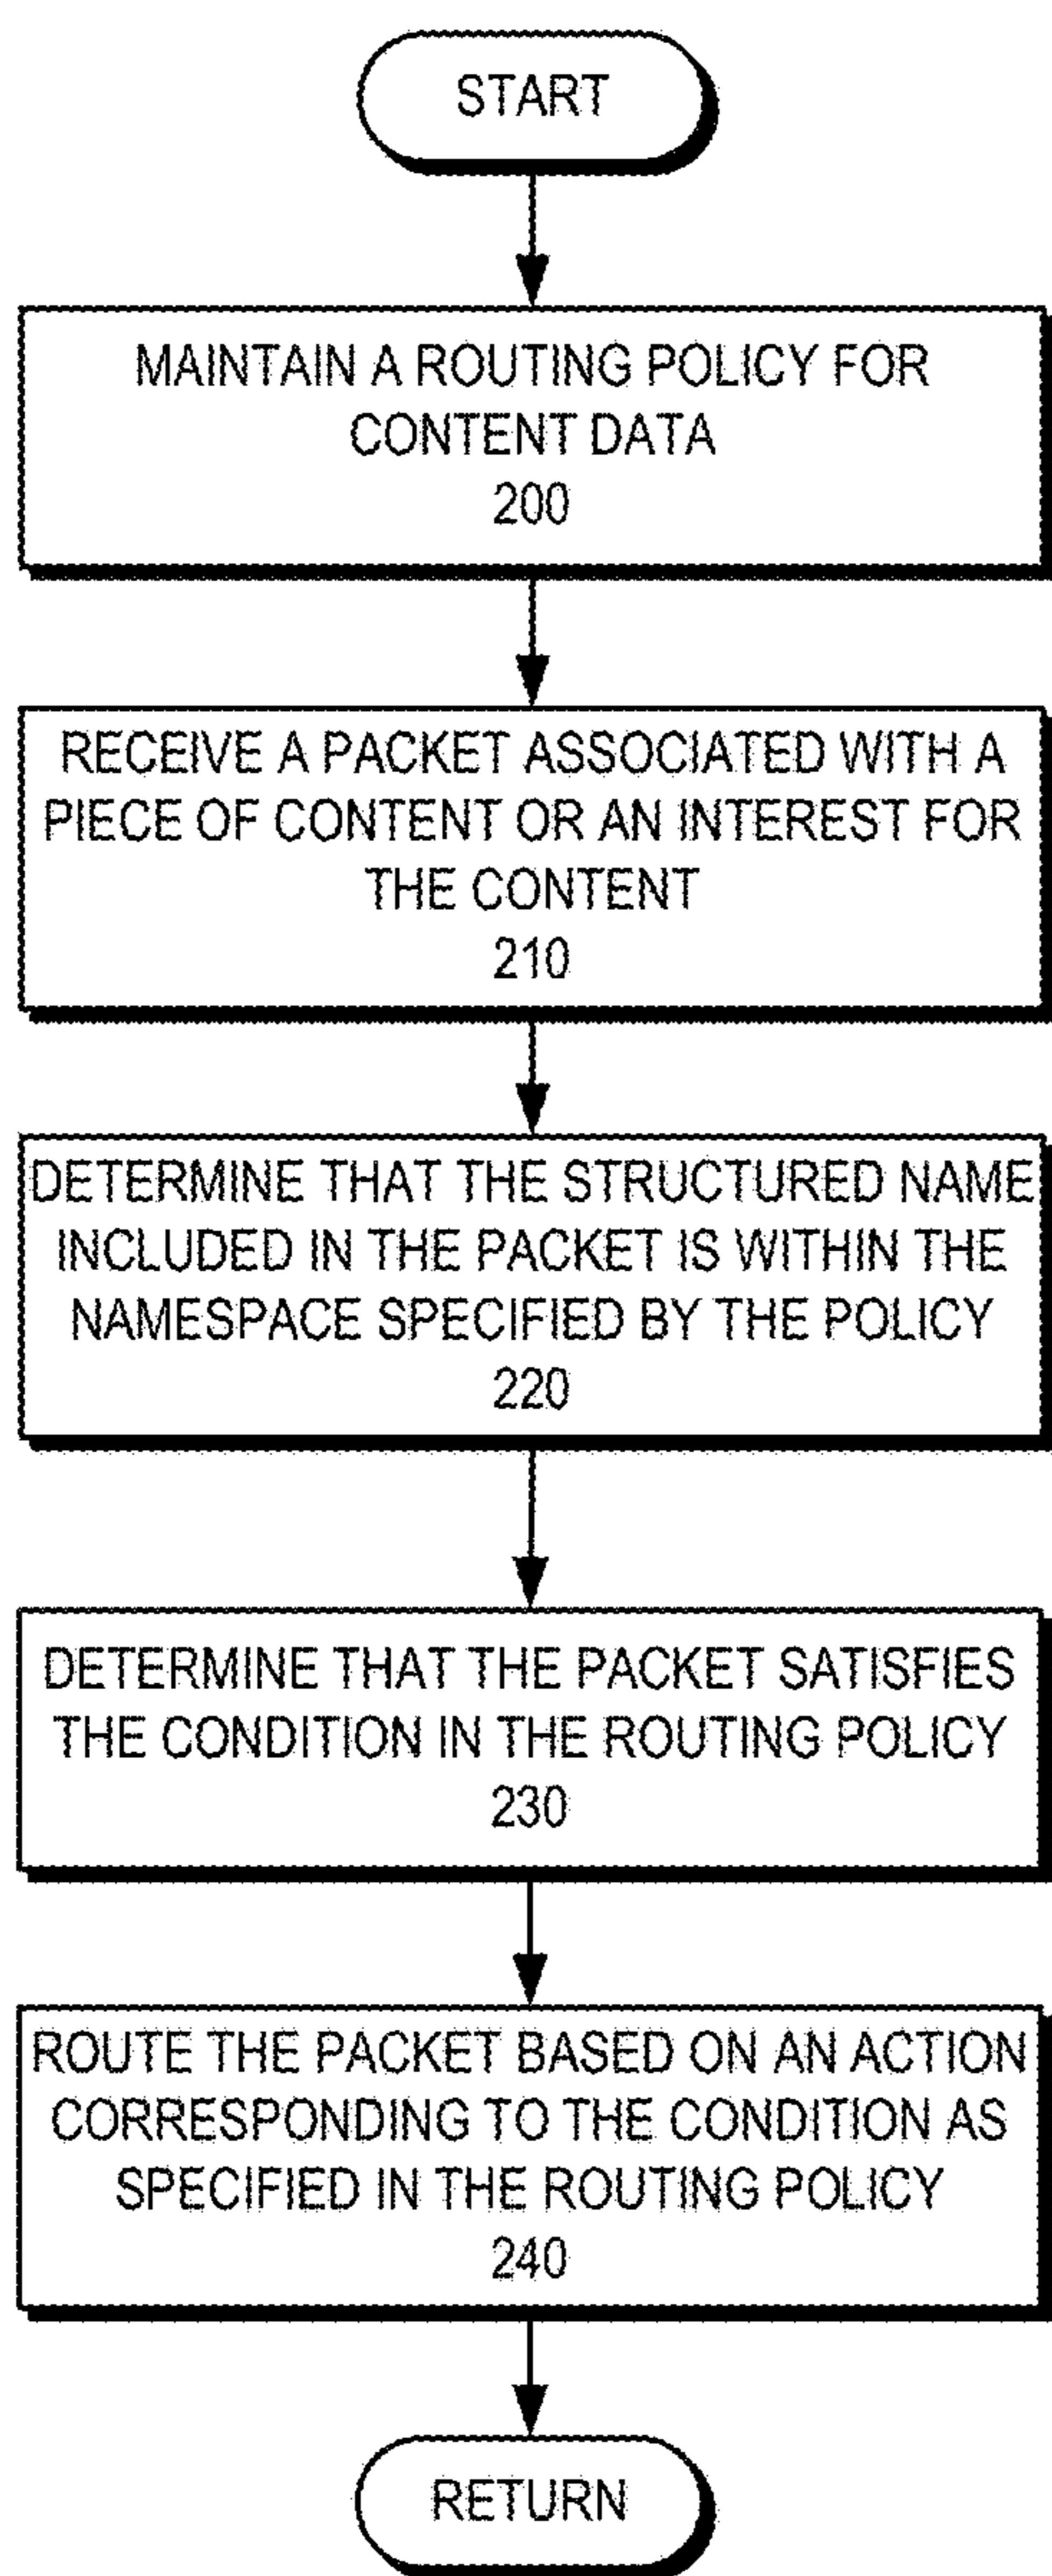 START
MAINTAIN A ROUTING POLICY FOR
CONTENT DATA
200
RECEIVE A PACKET ASSOCIATED WITH A
PIECE OF CONTENT OR AN INTEREST FOR
THE CONTENT
210
DETERMINE THAT THE STRUCTURED NAME
INCLUDED IN THE PACKET IS WITHIN THE
NAMESPACE SPECIFIED BY THE POLICY
220
DETERMINE THAT THE PACKET SATISFIES
THE CONDITION IN THE ROUTING POLICY
230
ROUTE THE PACKET BASED ON AN ACTION
CORRESPONDING TO THE CONDITION AS
SPECIFIED IN THE ROUTING POLICY
240
RETURN